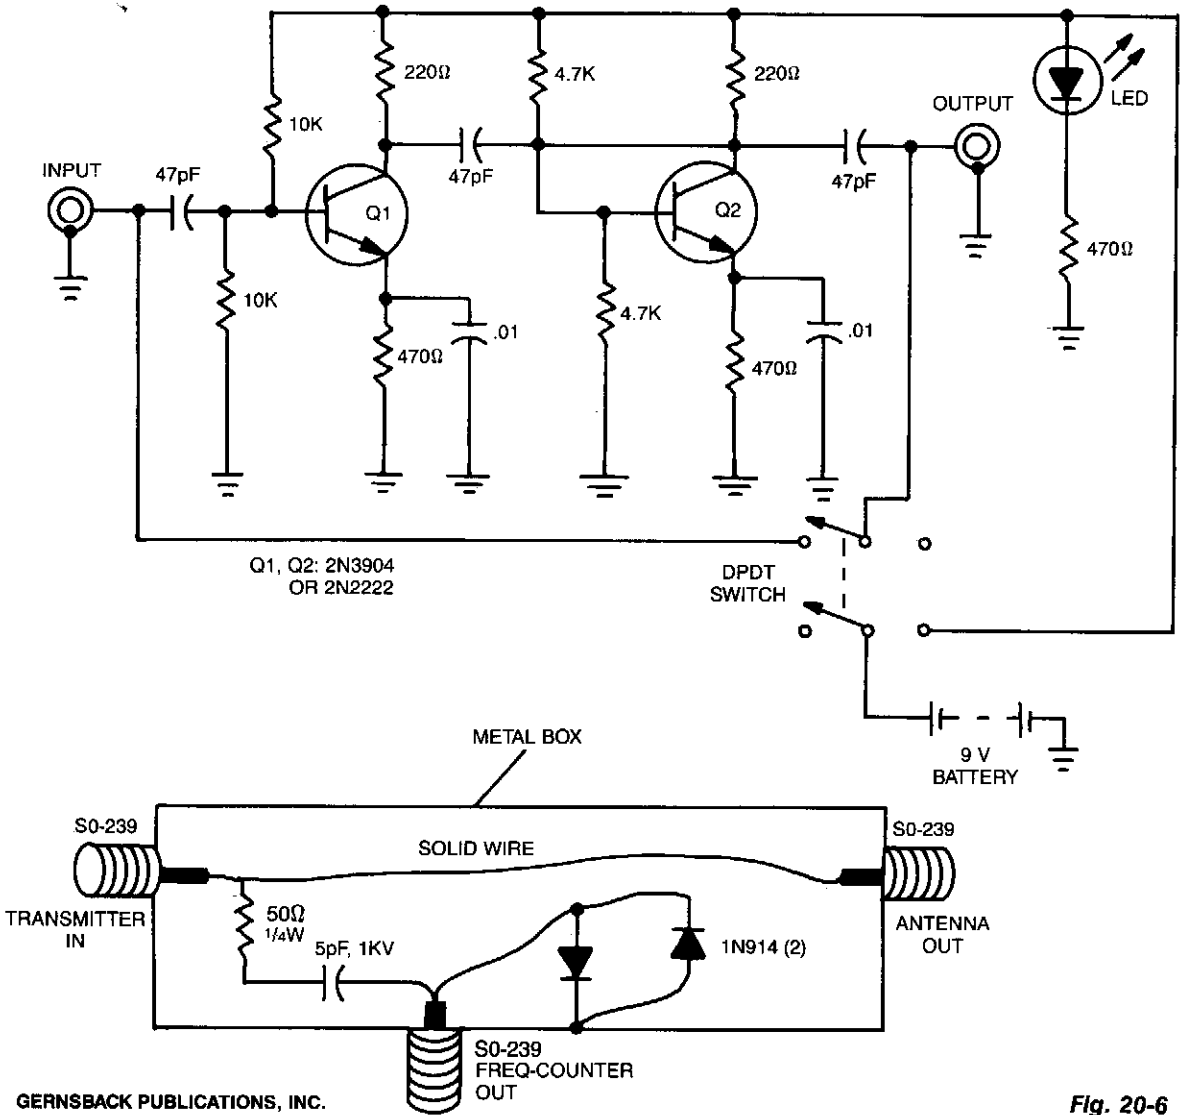 220Ω
4.7K
220Ω
LED
10K
OUTPUT
INPUT
47pF
47pF
47pF
Q1
Q2
470Ω
10K
4.7K
.01
.01
470Ω
470Ω
Q1, Q2: 2N3904
OR 2N2222
DPDT
SWITCH
9 V
BATTERY
METAL BOX
S0-239
SOLID WIRE
S0-239
TRANSMITTER
IN
50Ω
1/4W
5pF, 1KV
1N914 (2)
ANTENNA
OUT
S0-239
FREQ-COUNTER
OUT
GERNSBACK PUBLICATIONS, INC.
Fig. 20-6